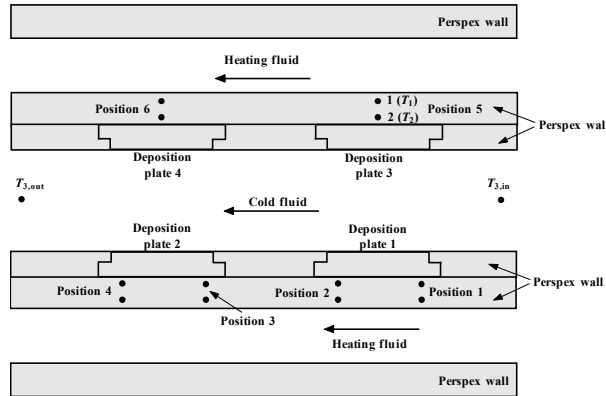 Perspex wall
Heating fluid
1 (T1)
Position 6
Position 5
2 (T2)
Perspex wall
Deposition
plate 4
Deposition
plate 3
T3,out
T3,in
Cold fluid
Deposition
plate 2
Deposition
plate 1
Position 4
Position 2
Position 1
Perspex wall
Position 3
Heating fluid
Perspex wall